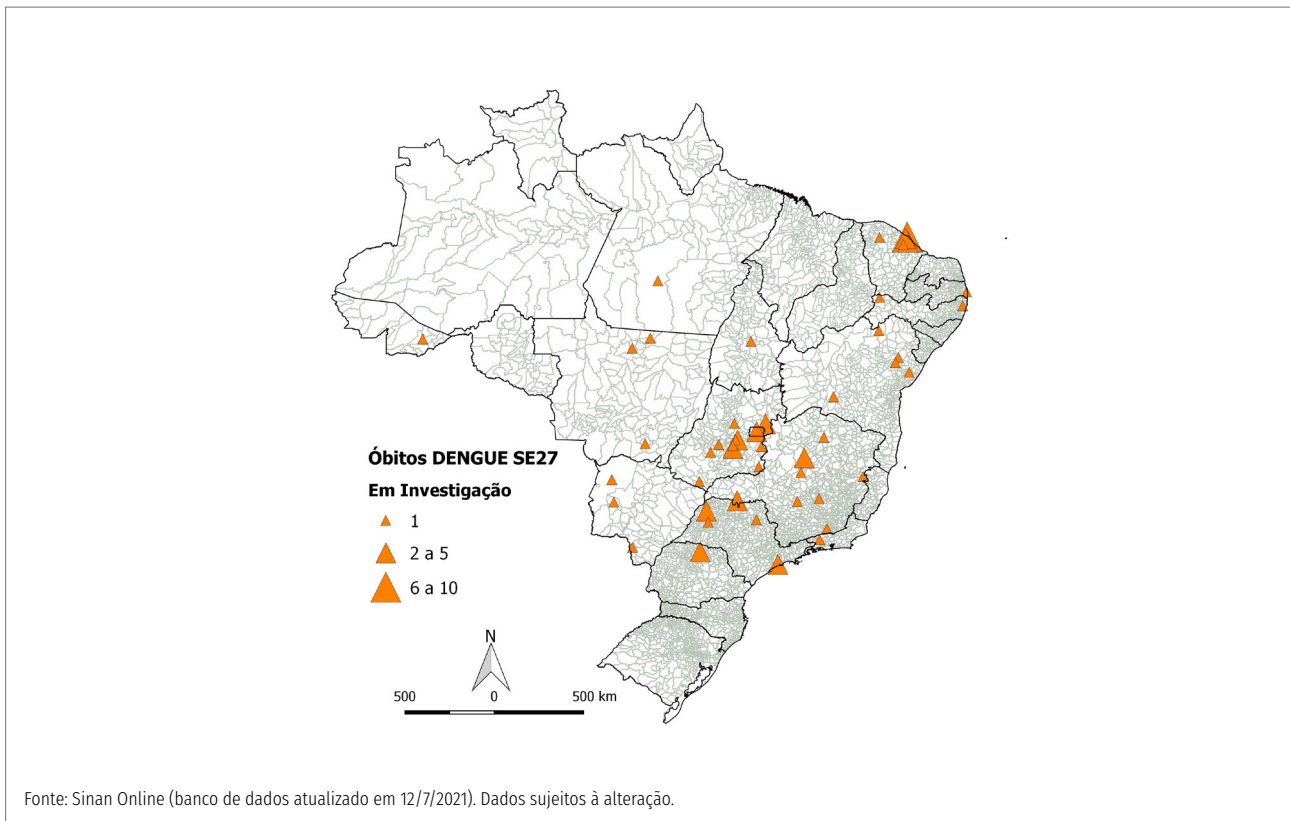 Óbitos DENGUE SE27
Em Investigação
1
2 a 5
6 a 10
N
500 0 500 km
Fonte: Sinan Online (banco de dados atualizado em 12/7/2021). Dados sujeitos à alteração.